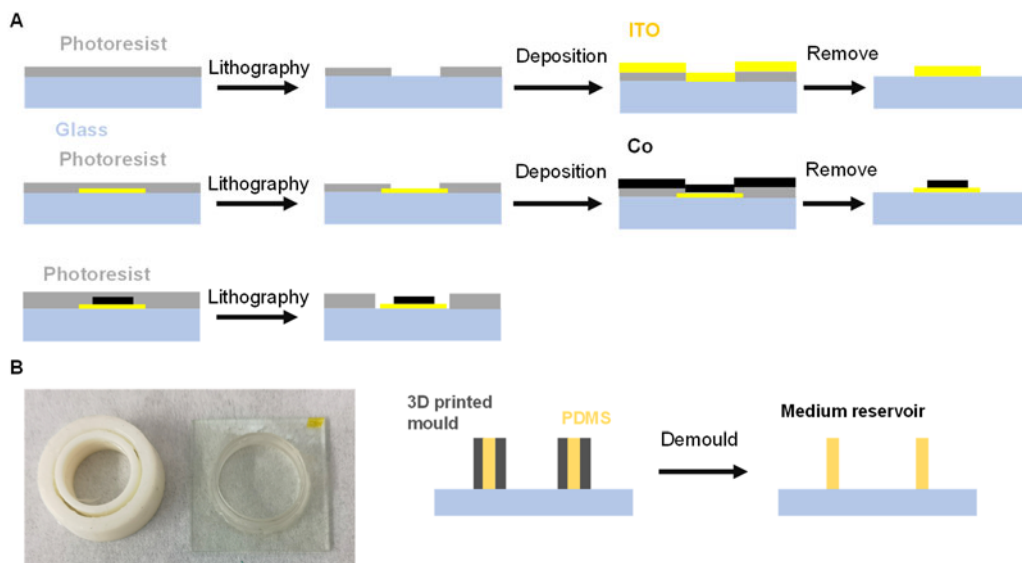 A
Photoresist
Lithography
Deposition
ITO
Remove
Glass
Photoresist
Lithography
Deposition
Co
Remove
Photoresist
Lithography
B
3D printed
mould
PDMS
Demould
Medium reservoir